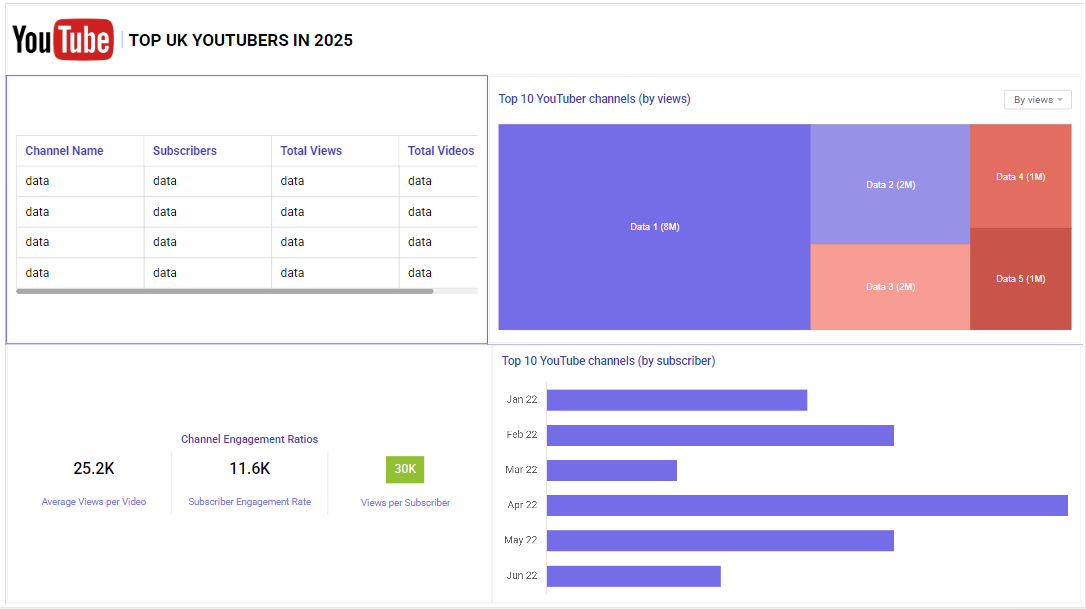 YouTube
TOP UK YOUTUBERS IN 2025
Channel Name Subscribers Total Views Total Videos
data data data data
data data data data
data data data data
data data data data
Top 10 YouTuber channels (by views)
By views
Data 1 (8M)
Data 2 (2M)
Data 3 (2M)
Data 4 (1M)
Data 5 (1M)
Channel Engagement Ratios
25.2K
Average Views per Video
11.6K
Subscriber Engagement Rate
30K
Views per Subscriber
Top 10 YouTube channels (by subscriber)
Jan 22
Feb 22
Mar 22
Apr 22
May 22
Jun 22